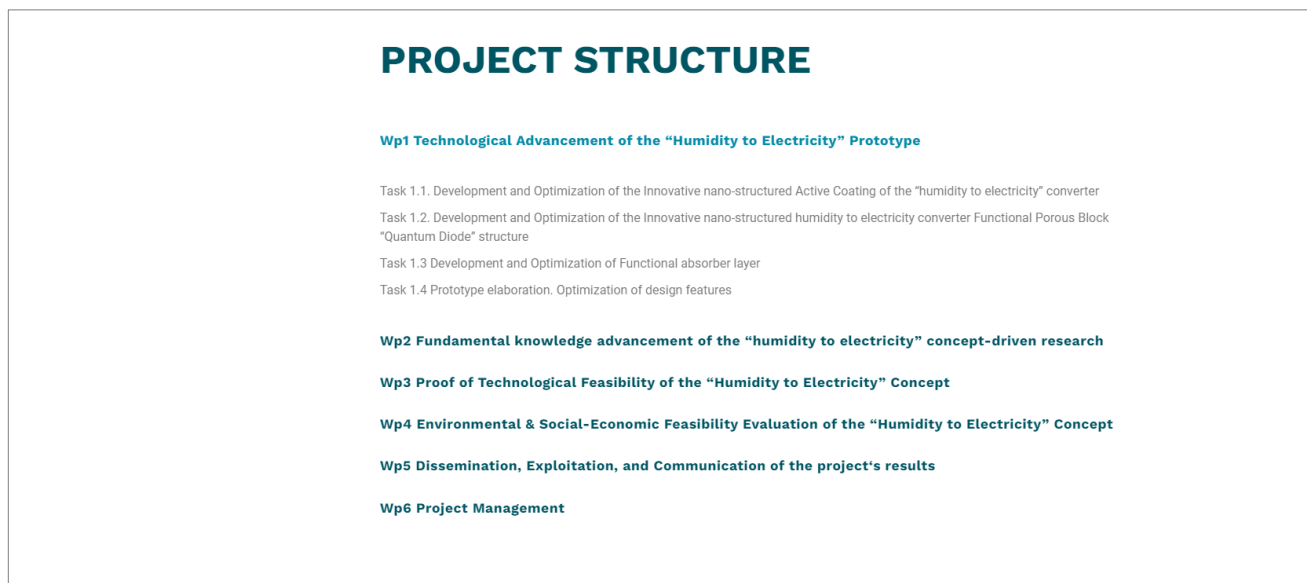 PROJECT STRUCTURE
Wp1 Technological Advancement of the “Humidity to Electricity” Prototype
Task 1.1. Development and Optimization of the Innovative nano-structured Active Coating of the “humidity to electricity” converter
Task 1.2. Development and Optimization of the Innovative nano-structured humidity to electricity converter Functional Porous Block
“Quantum Diode” structure
Task 1.3 Development and Optimization of Functional absorber layer
Task 1.4 Prototype elaboration. Optimization of design features
Wp2 Fundamental knowledge advancement of the “humidity to electricity” concept-driven research
Wp3 Proof of Technological Feasibility of the “Humidity to Electricity” Concept
Wp4 Environmental & Social-Economic Feasibility Evaluation of the “Humidity to Electricity” Concept
Wp5 Dissemination, Exploitation, and Communication of the project‘s results
Wp6 Project Management